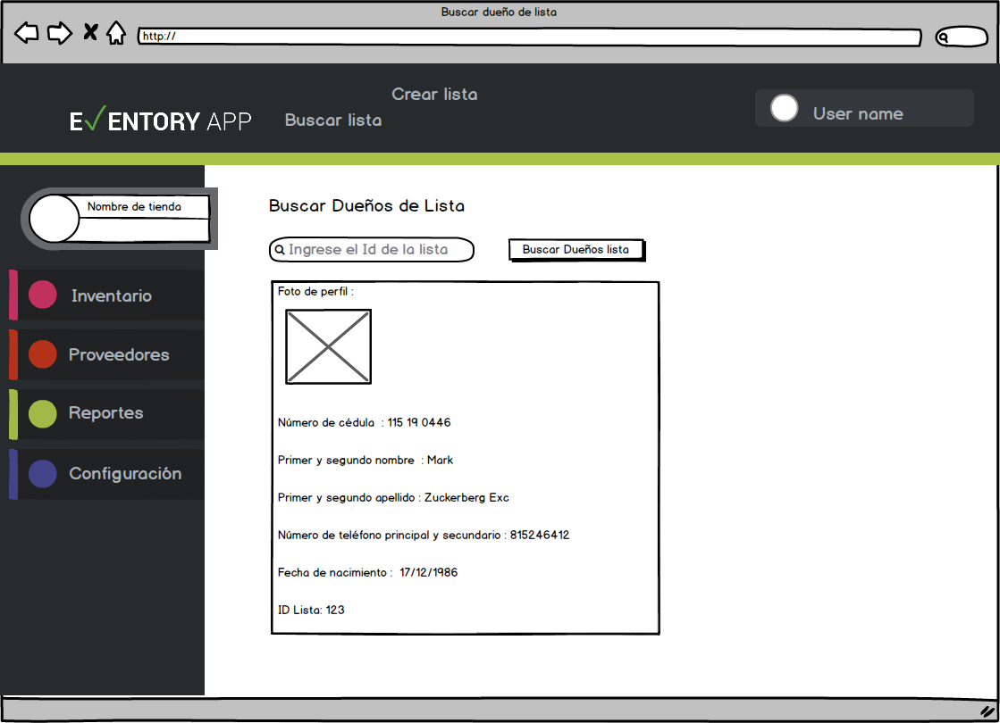 Buscar dueño de lista
http://
Crear lista
EVENTORY APP
Buscar lista
User name
Nombre de tienda
Buscar Dueños de Lista
Ingrese el Id de la lista
Buscar Dueños lista
Inventario
Proveedores
Reportes
Configuración
Foto de perfil :
Número de cédula : 115 19 0446
Primer y segundo nombre : Mark
Primer y segundo apellido : Zuckerberg Exc
Número de teléfono principal y secundario : 815246412
Fecha de nacimiento : 17/12/1986
ID Lista: 123